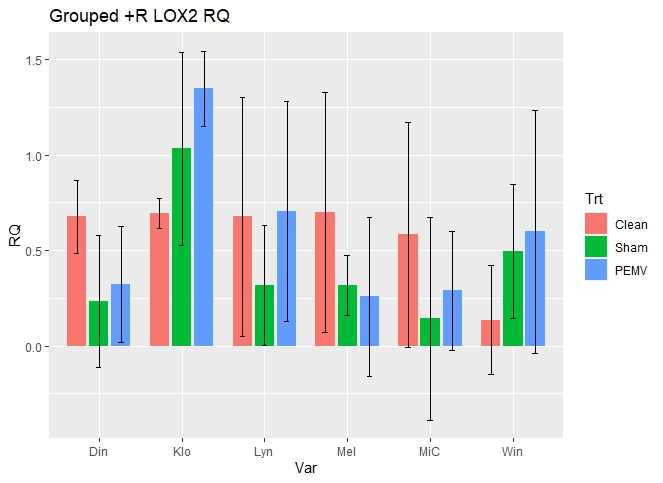 Grouped +R LOX2 RQ
1.5
1.0
0.5
0.0
RQ
Din
Klo
Lyn
Mel
MiC
Win
Var
Trt
Clean
Sham
PEMV